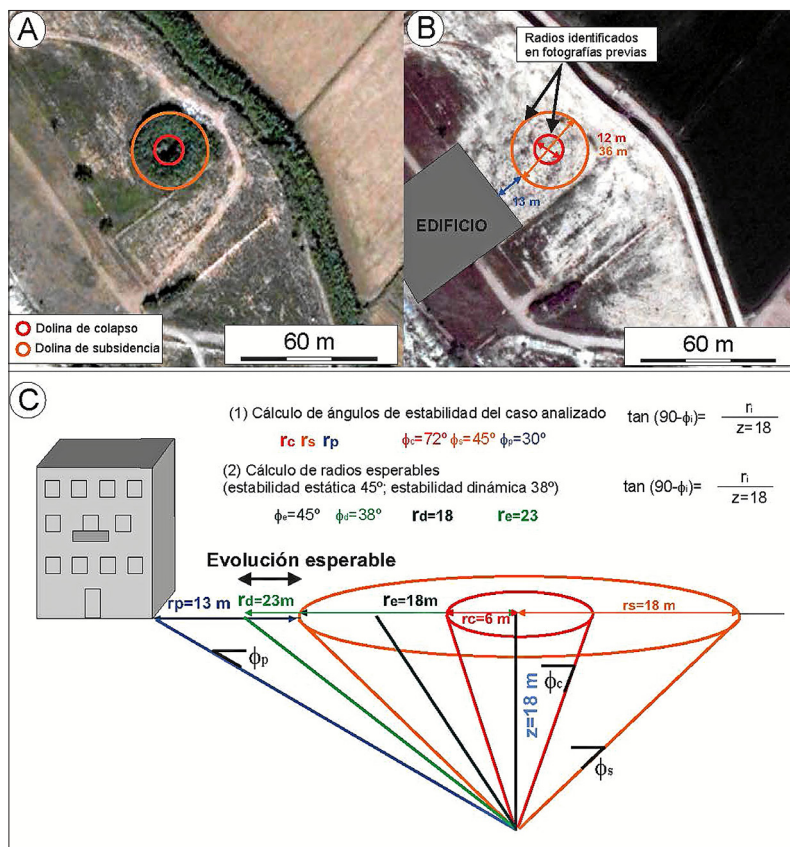 A
Dolina de colapso
Dolina de subsidencia
60 m
B
Radios identificados
en fotografías previas
12 m
36 m
13 m
EDIFICIO
60 m
C
(1) Cálculo de ángulos de estabilidad del caso analizado
tan (90-ϕi)= ri
z=18
rc rs rp ϕc=72º ϕs=45º ϕp=30º
(2) Cálculo de radios esperables
(estabilidad estática 45º; estabilidad dinámica 38º)
tan (90-ϕi)= ri
z=18
ϕe=45º ϕd=38º rd=18 re=23
Evolución esperable
rp=13 m
rd=23m
re=18m
rc=6 m
rs=18 m
ϕp
z=18 m
ϕc
ϕs